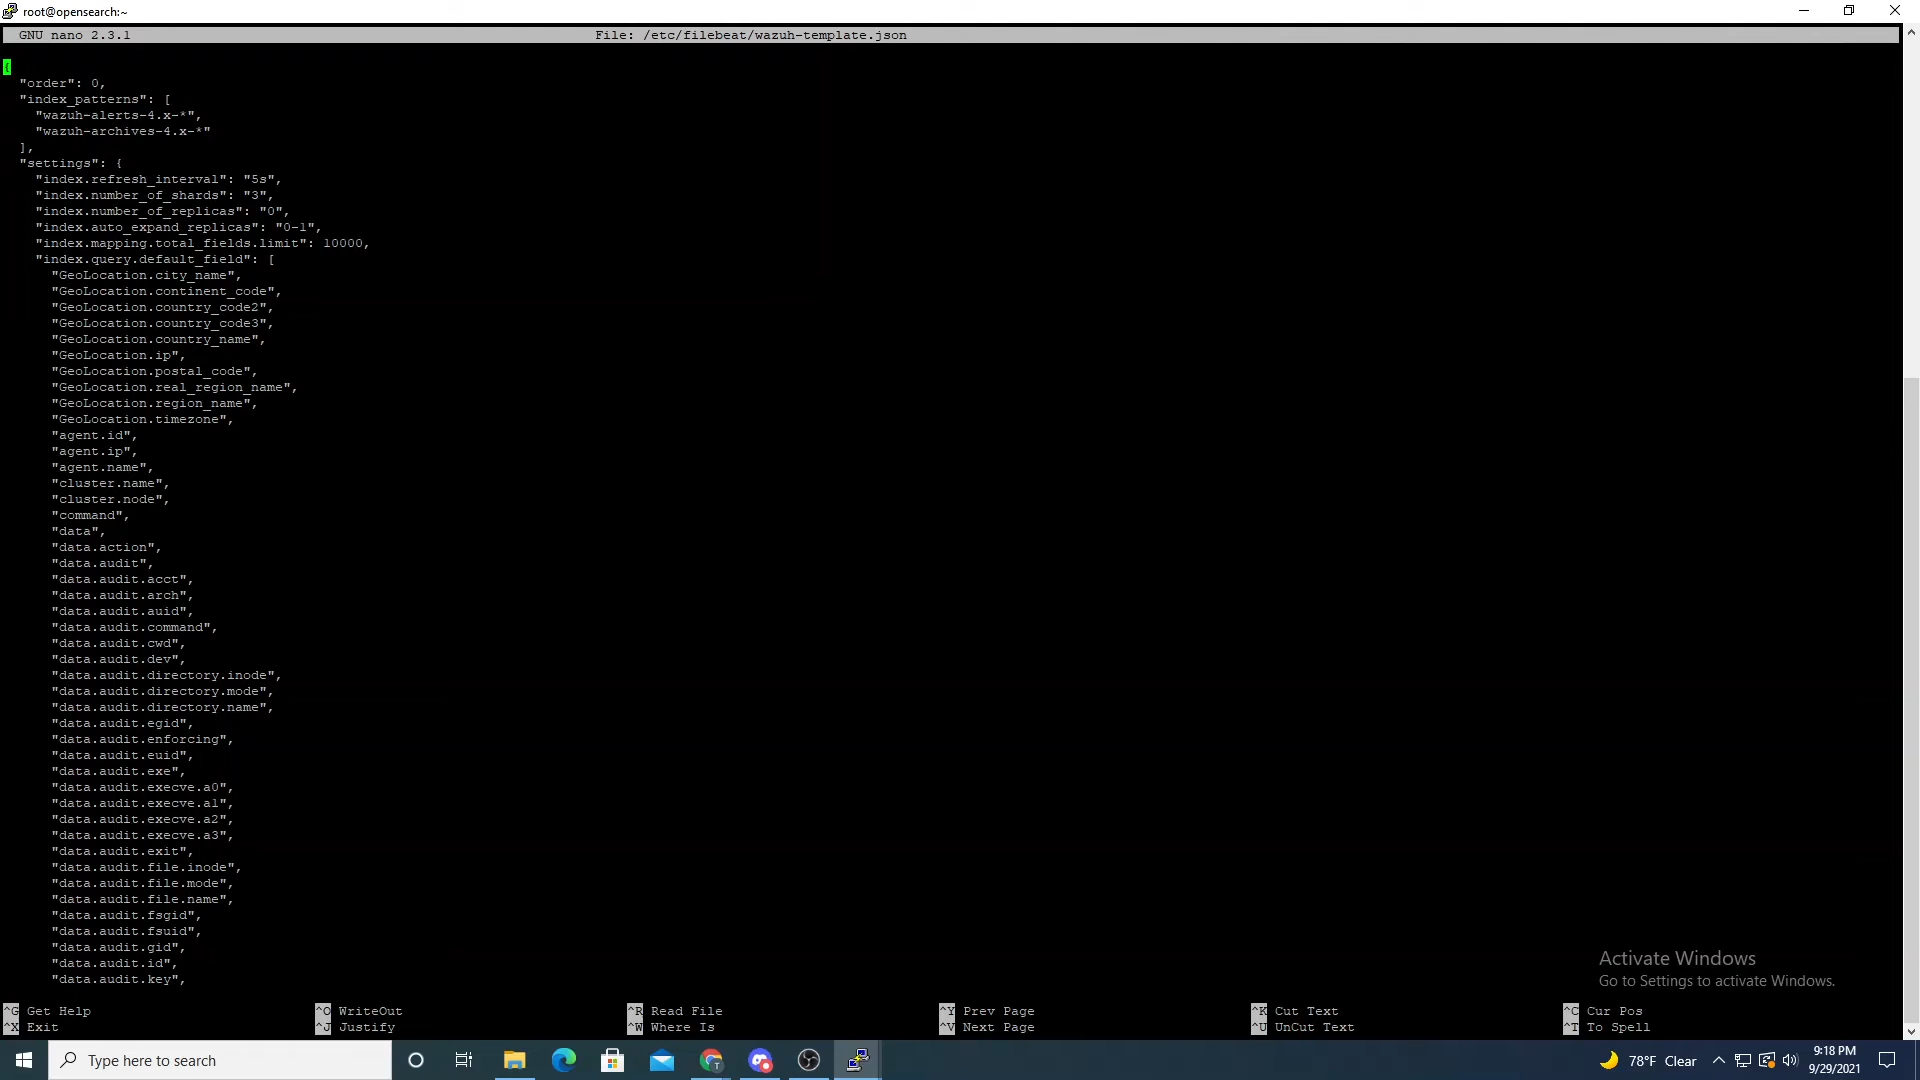 root@opensearch:~
GNU nano 2.3.1 File: /etc/filebeat/wazuh-template.json
{
"order": 0,
"index_patterns": [
"wazuh-alerts-4.x-*",
"wazuh-archives-4.x-*"
],
"settings": {
"index.refresh_interval": "5s",
"index.number_of_shards": "3",
"index.number_of_replicas": "0",
"index.auto_expand_replicas": "0-1",
"index.mapping.total_fields.limit": 10000,
"index.query.default_field": [
"GeoLocation.city_name",
"GeoLocation.continent_code",
"GeoLocation.country_code2",
"GeoLocation.country_code3",
"GeoLocation.country_name",
"GeoLocation.ip",
"GeoLocation.postal_code",
"GeoLocation.real_region_name",
"GeoLocation.region_name",
"GeoLocation.timezone",
"agent.id",
"agent.ip",
"agent.name",
"cluster.name",
"cluster.node",
"command",
"data",
"data.action",
"data.audit",
"data.audit.acct",
"data.audit.arch",
"data.audit.auid",
"data.audit.command",
"data.audit.cwd",
"data.audit.dev",
"data.audit.directory.inode",
"data.audit.directory.mode",
"data.audit.directory.name",
"data.audit.egid",
"data.audit.enforcing",
"data.audit.euid",
"data.audit.exe",
"data.audit.execve.a0",
"data.audit.execve.a1",
"data.audit.execve.a2",
"data.audit.execve.a3",
"data.audit.exit",
"data.audit.file.inode",
"data.audit.file.mode",
"data.audit.file.name",
"data.audit.fsgid",
"data.audit.fsuid",
"data.audit.gid",
"data.audit.id",
"data.audit.key",
Activate Windows
Go to Settings to activate Windows.
^G Get Help ^O WriteOut ^R Read File ^Y Prev Page ^K Cut Text ^C Cur Pos
^X Exit ^J Justify ^W Where Is ^V Next Page ^U UnCut Text ^T To Spell
Type here to search
78°F Clear
9:18 PM
9/29/2021